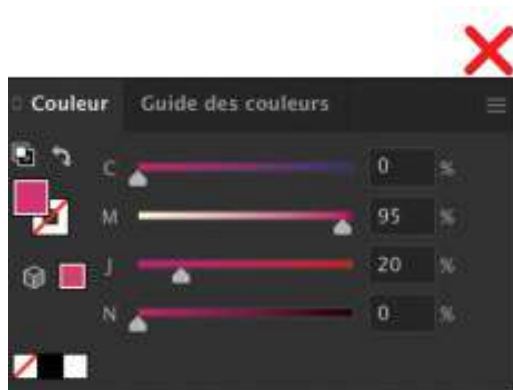 Couleur Guide des couleurs
C 0 %
M 95 %
J 20 %
N 0 %